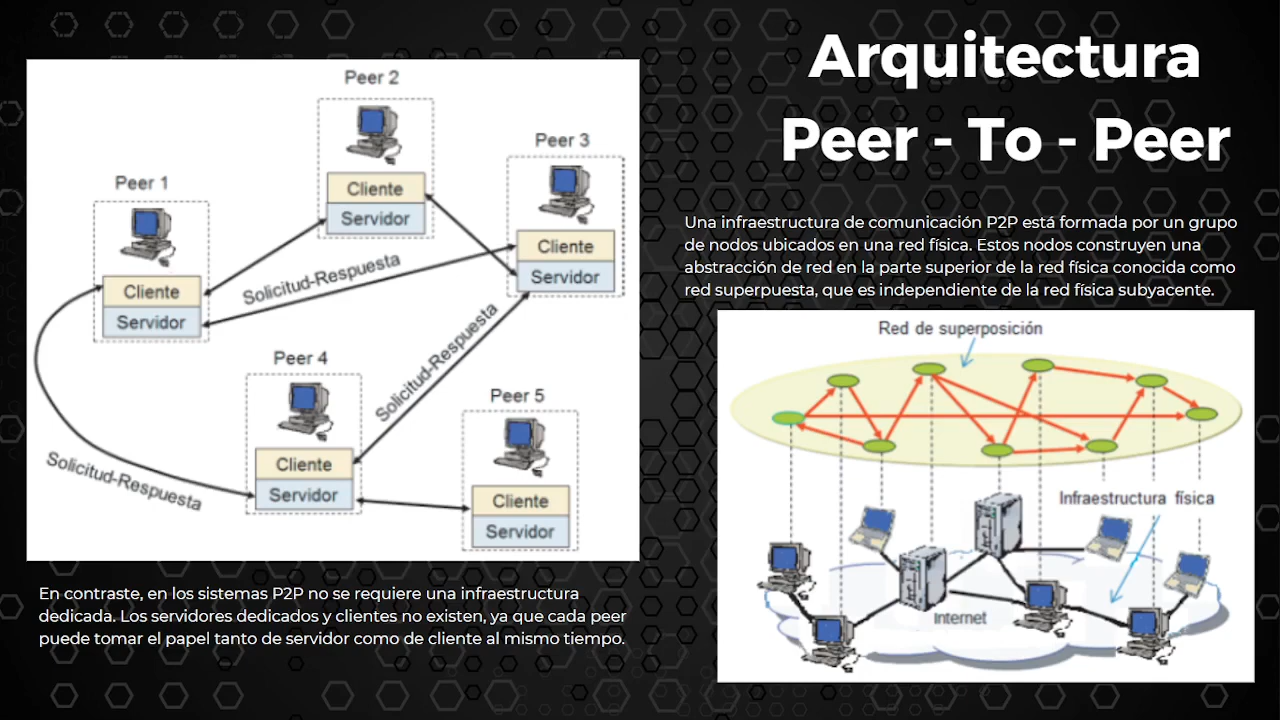 Arquitectura
Peer - To - Peer
Peer 2
Cliente
Servidor
Peer 3
Cliente
Servidor
Peer 1
Cliente
Servidor
Solicitud-Respuesta
Peer 4
Cliente
Servidor
Solicitud-Respuesta
Peer 5
Cliente
Servidor
Solicitud-Respuesta
En contraste, en los sistemas P2P no se requiere una infraestructura
dedicada. Los servidores dedicados y clientes no existen, ya que cada peer
puede tomar el papel tanto de servidor como de cliente al mismo tiempo.
Una infraestructura de comunicación P2P está formada por un grupo
de nodos ubicados en una red física. Estos nodos construyen una
abstracción de red en la parte superior de la red física conocida como
red superpuesta, que es independiente de la red física subyacente.
Red de superposición
Infraestructura física
Internet